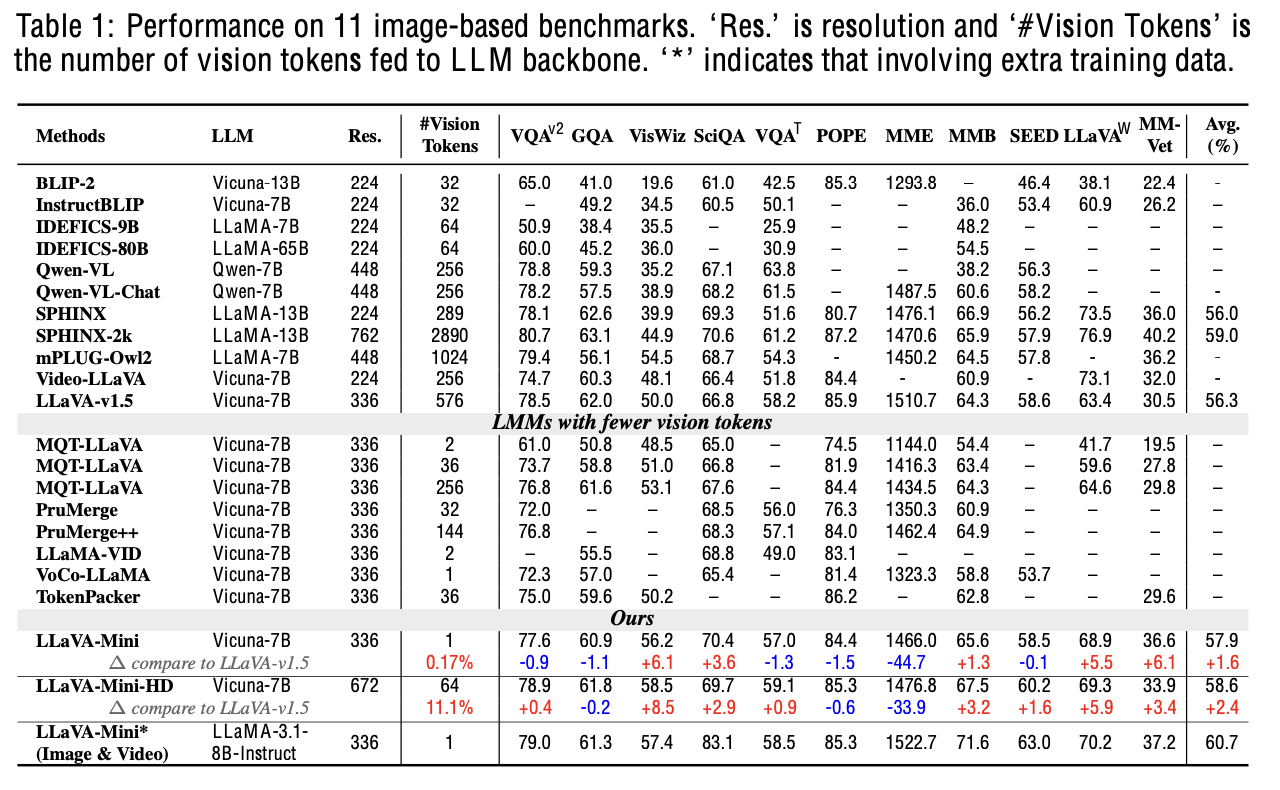 Table 1: Performance on 11 image-based benchmarks. ‘Res.’ is resolution and ‘#Vision Tokens’ is
the number of vision tokens fed to LLM backbone. ‘*’ indicates that involving extra training data.
Methods LLM Res. #Vision Tokens VQAv2 GQA VisWiz SciQA VQAT POPE MME MMB SEED LLaVAW MM-Vet Avg. (%)
BLIP-2 Vicuna-13B 224 32 65.0 41.0 19.6 61.0 42.5 85.3 1293.8 – 46.4 38.1 22.4 -
InstructBLIP Vicuna-7B 224 32 – 49.2 34.5 60.5 50.1 – – 36.0 53.4 60.9 26.2 -
IDEFICS-9B LLaMA-7B 224 64 50.9 38.4 35.5 – 25.9 – – 48.2 – – – -
IDEFICS-80B LLaMA-65B 224 64 60.0 45.2 36.0 – 30.9 – – 54.5 – – – -
Qwen-VL Qwen-7B 448 256 78.8 59.3 35.2 67.1 63.8 – – 38.2 56.3 – – -
Qwen-VL-Chat Qwen-7B 448 256 78.2 57.5 38.9 68.2 61.5 – 1487.5 60.6 58.2 – – -
SPHINX LLaMA-13B 224 289 78.1 62.6 39.9 69.3 51.6 80.7 1476.1 66.9 56.2 73.5 36.0 56.0
SPHINX-2k LLaMA-13B 762 2890 80.7 63.1 44.9 70.6 61.2 87.2 1470.6 65.9 57.9 76.9 40.2 59.0
mPLUG-Owl2 LLaMA-7B 448 1024 79.4 56.1 54.5 68.7 54.3 - 1450.2 64.5 57.8 - 36.2 -
Video-LLaVA Vicuna-7B 224 256 74.7 60.3 48.1 66.4 51.8 84.4 - 60.9 - 73.1 32.0 -
LLaVA-v1.5 Vicuna-7B 336 576 78.5 62.0 50.0 66.8 58.2 85.9 1510.7 64.3 58.6 63.4 30.5 56.3
LMMs with fewer vision tokens
MQT-LLaVA Vicuna-7B 336 2 61.0 50.8 48.5 65.0 – 74.5 1144.0 54.4 – 41.7 19.5 –
MQT-LLaVA Vicuna-7B 336 36 73.7 58.8 51.0 66.8 – 81.9 1416.3 63.4 – 59.6 27.8 –
MQT-LLaVA Vicuna-7B 336 256 76.8 61.6 53.1 67.6 – 84.4 1434.5 64.3 – 64.6 29.8 –
PruMerge Vicuna-7B 336 32 72.0 – – 68.5 56.0 76.3 1350.3 60.9 – – – –
PruMerge++ Vicuna-7B 336 144 76.8 – – 68.3 57.1 84.0 1462.4 64.9 – – – –
LLaMA-VID Vicuna-7B 336 2 – 55.5 – 68.8 49.0 83.1 – – – – – –
VoCo-LLaMA Vicuna-7B 336 1 72.3 57.0 – 65.4 – 81.4 1323.3 58.8 53.7 – – –
TokenPacker Vicuna-7B 336 36 75.0 59.6 50.2 – – 86.2 – 62.8 – – 29.6 –
Ours
LLaVA-Mini Vicuna-7B 336 1 77.6 60.9 56.2 70.4 57.0 84.4 1466.0 65.6 58.5 68.9 36.6 57.9
Δ compare to LLaVA-v1.5 0.17% -0.9 -1.1 +6.1 +3.6 -1.3 -1.5 -44.7 +1.3 -0.1 +5.5 +6.1 +1.6
LLaVA-Mini-HD Vicuna-7B 672 64 78.9 61.8 58.5 69.7 59.1 85.3 1476.8 67.5 60.2 69.3 33.9 58.6
Δ compare to LLaVA-v1.5 11.1% +0.4 -0.2 +8.5 +2.9 +0.9 -0.6 -33.9 +3.2 +1.6 +5.9 +3.4 +2.4
LLaVA-Mini* (Image & Video) LLaMA-3.1-8B-Instruct 336 1 79.0 61.3 57.4 83.1 58.5 85.3 1522.7 71.6 63.0 70.2 37.2 60.7